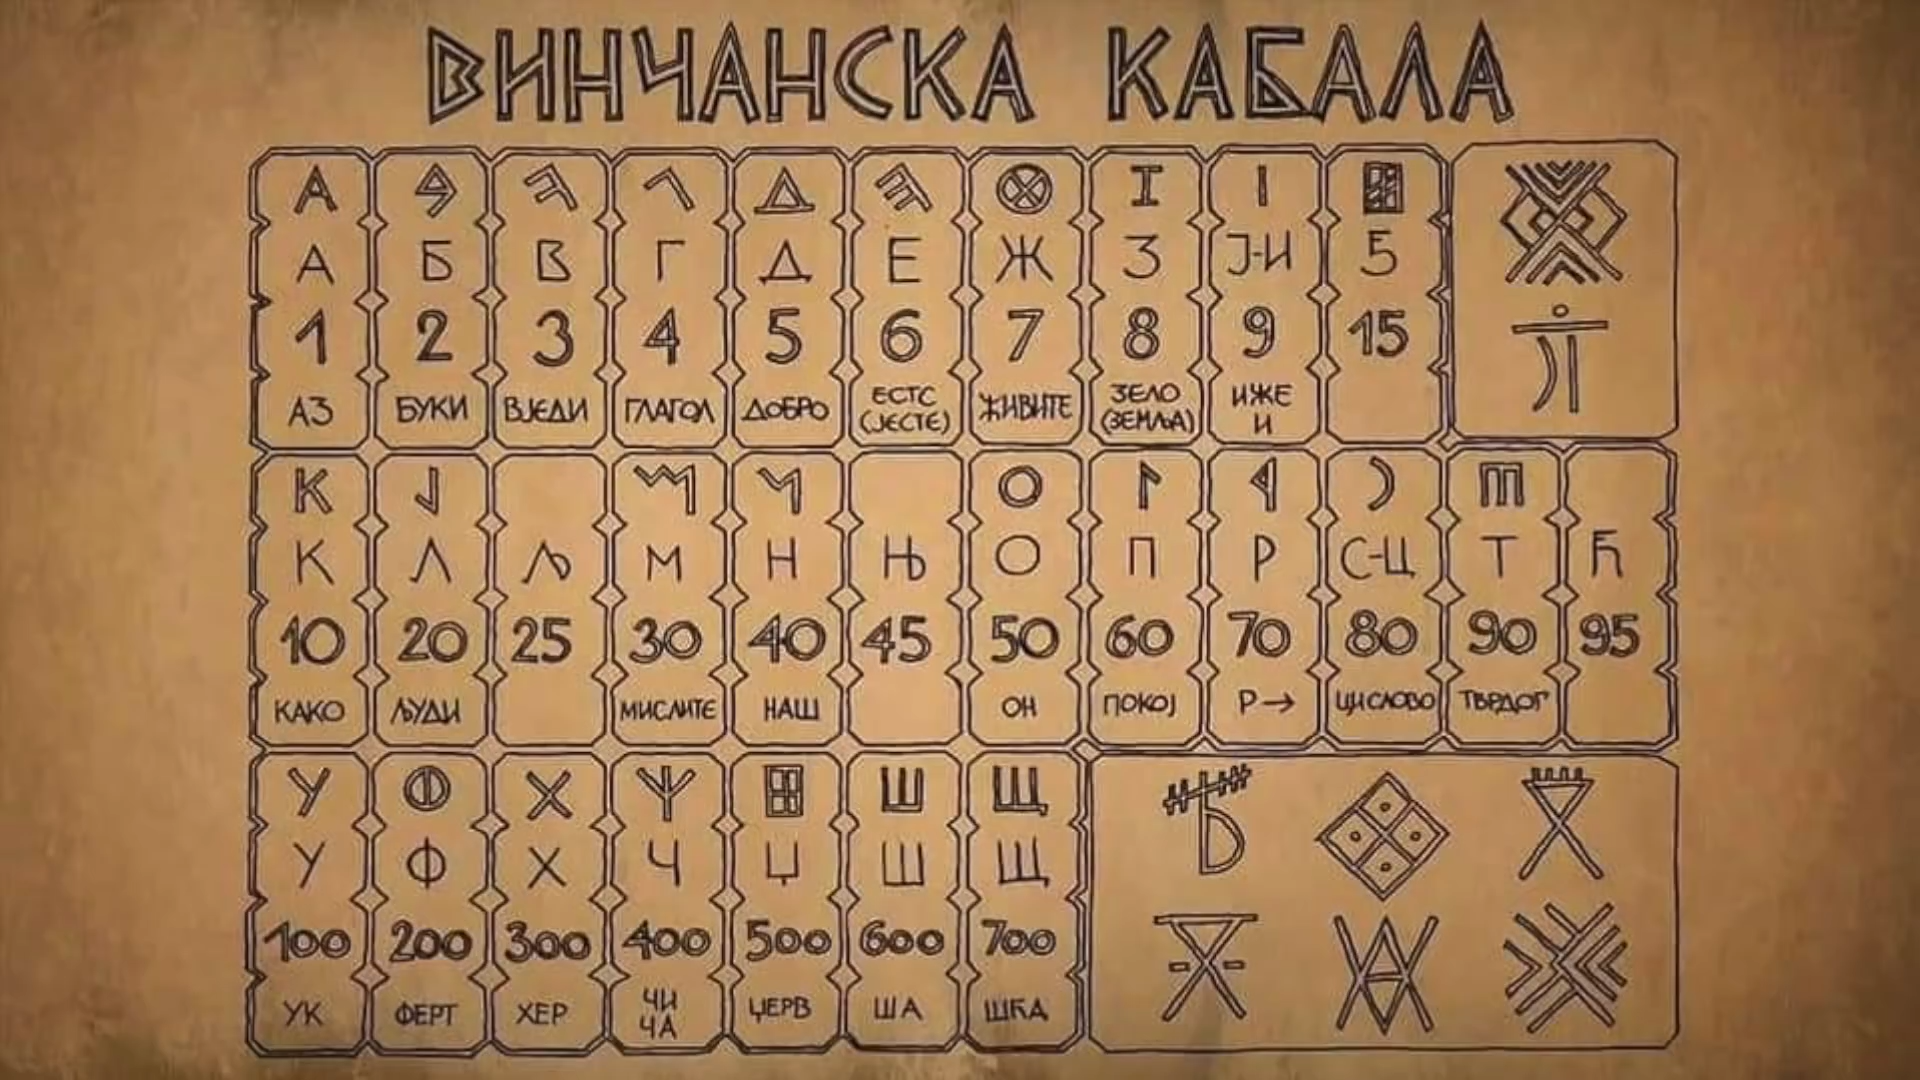 ВИНЧАНСКА КАБАЛА
А Б В Г Д Е Ж З Ј-И Ђ
1 2 3 4 5 6 7 8 9 15
АЗ БУКИ ВЈЕДИ ГЛАГОЛ ДОБРО ЕСТС (ЈЕСТЕ) ЖИВИТЕ ЗЕЛО (ЗЕМЉА) ИЖЕ И
К Л Љ М Н Њ О П Р С-Ц Т Ћ
10 20 25 30 40 45 50 60 70 80 90 95
КАКО ЉУДИ МИСЛИТЕ НАШ ОН ПОКОЈ Р→ ЦИ СЛОВО ТВРДОГ
У Ф Х Ч Џ Ш Щ
100 200 300 400 500 600 700
УК ФЕРТ ХЕР ЧИ ЧА ЏЕРВ ША ШЋА